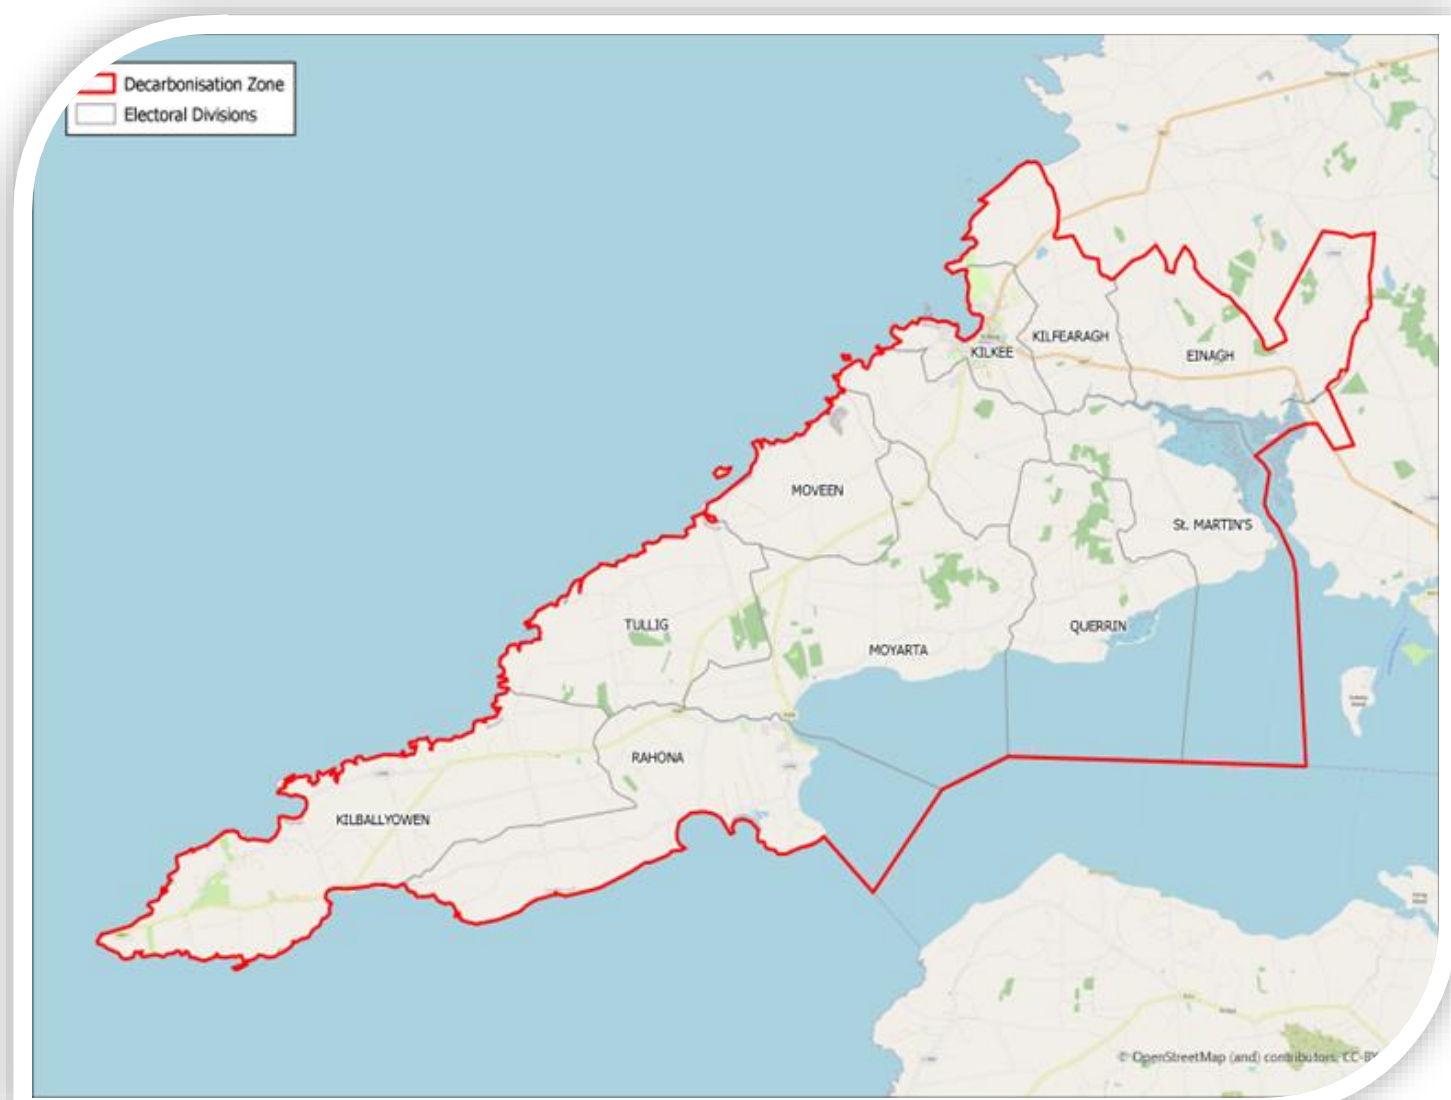 Decarbonisation Zone
Electoral Divisions
KILFEARAGH
KILKEE
EINAGH
MOVEEN
St. MARTIN'S
TULLIG
QUERRIN
MOYARTA
RAHONA
KILBALLYOWEN
© OpenStreetMap (and) contributors, CC-BY